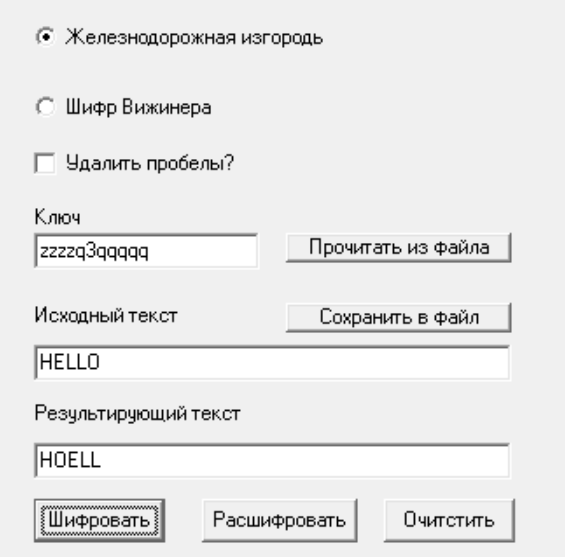 Железнодорожная изгородь
Шифр Вижинера
Удалить пробелы?
Ключ
zzzzq3qqqqq
Прочитать из файла
Исходный текст
Сохранить в файл
HELLO
Результирующий текст
HOELL
Шифровать
Расшифровать
Очитстить